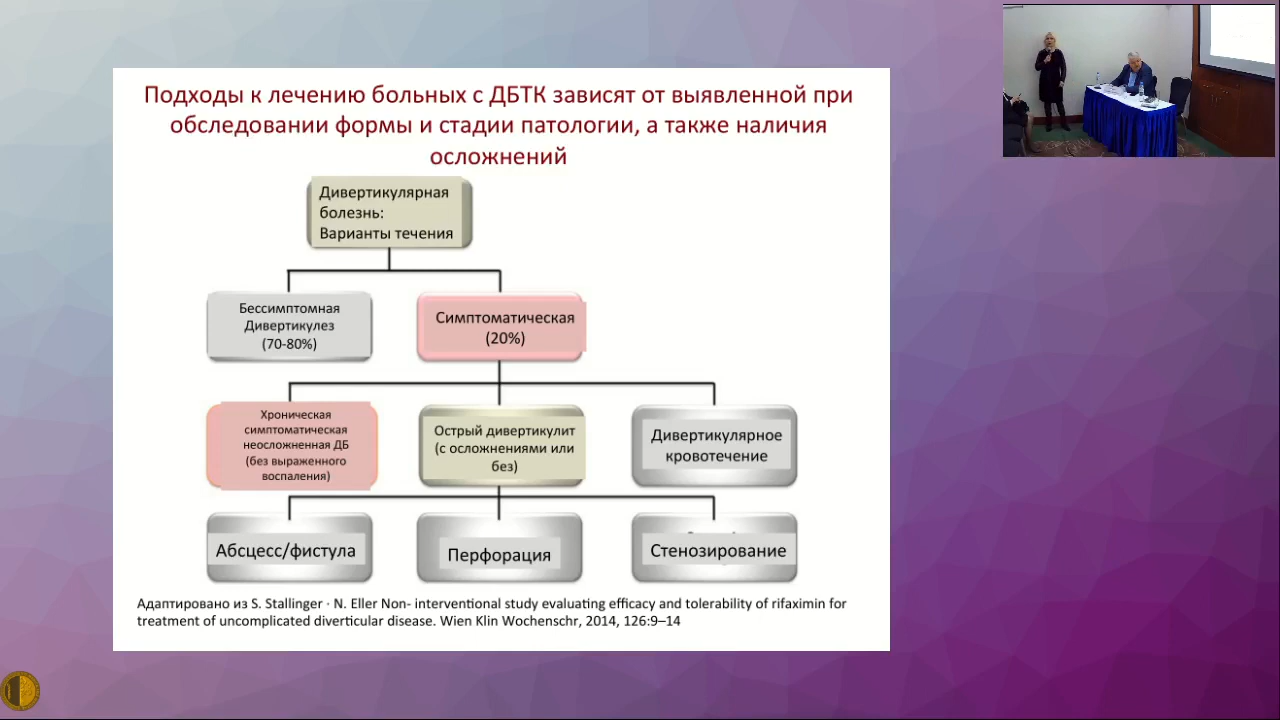 Подходы к лечению больных с ДБТК зависят от выявленной при
обследовании формы и стадии патологии, а также наличия
осложнений
Дивертикулярная
болезнь:
Варианты течения
Бессимптомная
Дивертикулез
(70-80%)
Симптоматическая
(20%)
Хроническая
симптоматическая
неосложненная ДБ
(без выраженного
воспаления)
Острый дивертикулит
(с осложнениями или
без)
Дивертикулярное
кровотечение
Абсцесс/фистула
Перфорация
Стенозирование
Адаптировано из S. Stallinger · N. Eller Non- interventional study evaluating efficacy and tolerability of rifaximin for
treatment of uncomplicated diverticular disease. Wien Klin Wochenschr, 2014, 126:9–14